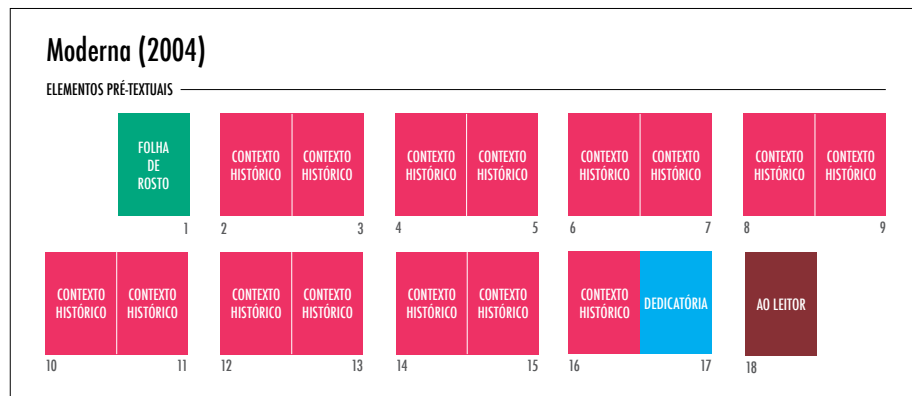 Moderna (2004)
ELEMENTOS PRÉ-TEXTUAIS
FOLHA
DE
ROSTO
1
CONTEXTO
HISTÓRICO
2
CONTEXTO
HISTÓRICO
3
CONTEXTO
HISTÓRICO
4
CONTEXTO
HISTÓRICO
5
CONTEXTO
HISTÓRICO
6
CONTEXTO
HISTÓRICO
7
CONTEXTO
HISTÓRICO
8
CONTEXTO
HISTÓRICO
9
CONTEXTO
HISTÓRICO
10
CONTEXTO
HISTÓRICO
11
CONTEXTO
HISTÓRICO
12
CONTEXTO
HISTÓRICO
13
CONTEXTO
HISTÓRICO
14
CONTEXTO
HISTÓRICO
15
CONTEXTO
HISTÓRICO
16
DEDICATÓRIA
17
AO LEITOR
18